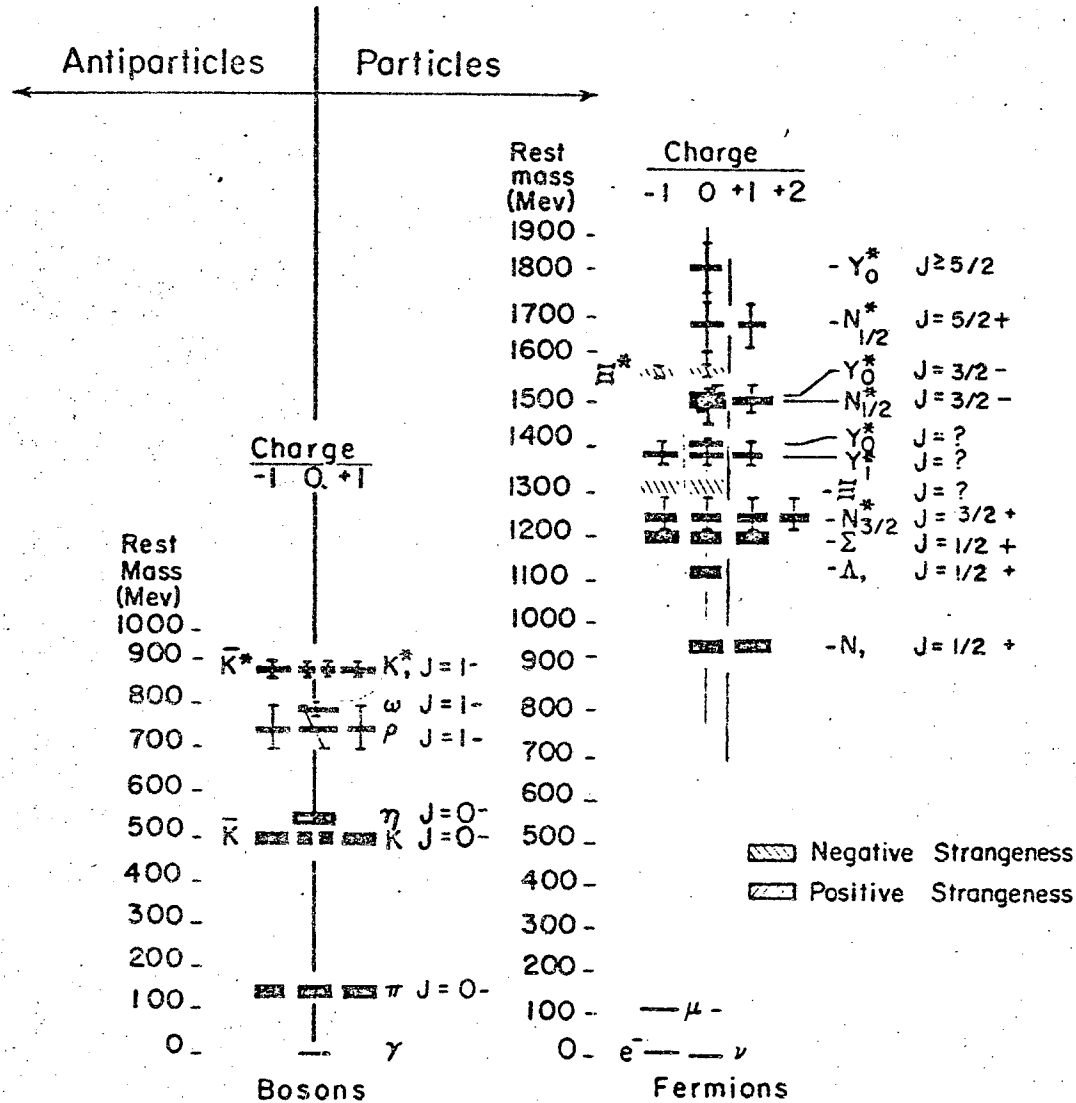 Antiparticles Particles
Charge
-1 0 +1
Rest
Mass
(Mev)
1000
900 K̄* K*, J=1-
800 ω J=1-
700 ρ J=1-
600 η J=0-
500 K̄ K J=0-
400
300
200
100 π J=0-
0 γ
Bosons
Rest
mass
(Mev)
Charge
-1 0 +1 +2
1900
1800 -Y*0 J≥5/2
1700 -N*1/2 J=5/2+
1600
Ξ* Y*0 J=3/2-
1500 N*1/2 J=3/2-
1400 Y*0 J=?
Y*1 J=?
1300 -Ξ J=?
1200 -N*3/2 J=3/2+
-Σ J=1/2+
1100 -Λ, J=1/2+
1000
900 -N, J=1/2+
800
700
600
500
400
300
200
100 μ-
0 e- ν
Fermions
Negative Strangeness
Positive Strangeness